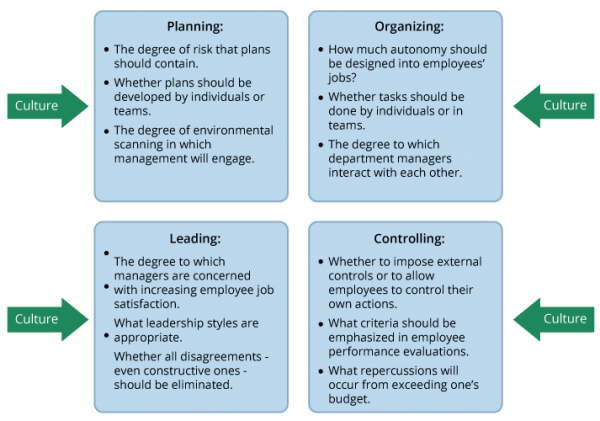 Planning:
• The degree of risk that plans
should contain.
• Whether plans should be
developed by individuals or
teams.
• The degree of environmental
scanning in which
management will engage.
Organizing:
• How much autonomy should
be designed into employees’
jobs?
• Whether tasks should be
done by individuals or in
teams.
• The degree to which
department managers
interact with each other.
Culture
Culture
Leading:
• The degree to which
managers are concerned
• with increasing employee job
satisfaction.
What leadership styles are
• appropriate.
Whether all disagreements -
even constructive ones -
should be eliminated.
Controlling:
• Whether to impose external
controls or to allow
employees to control their
own actions.
• What criteria should be
emphasized in employee
performance evaluations.
• What repercussions will
occur from exceeding one’s
budget.
Culture
Culture